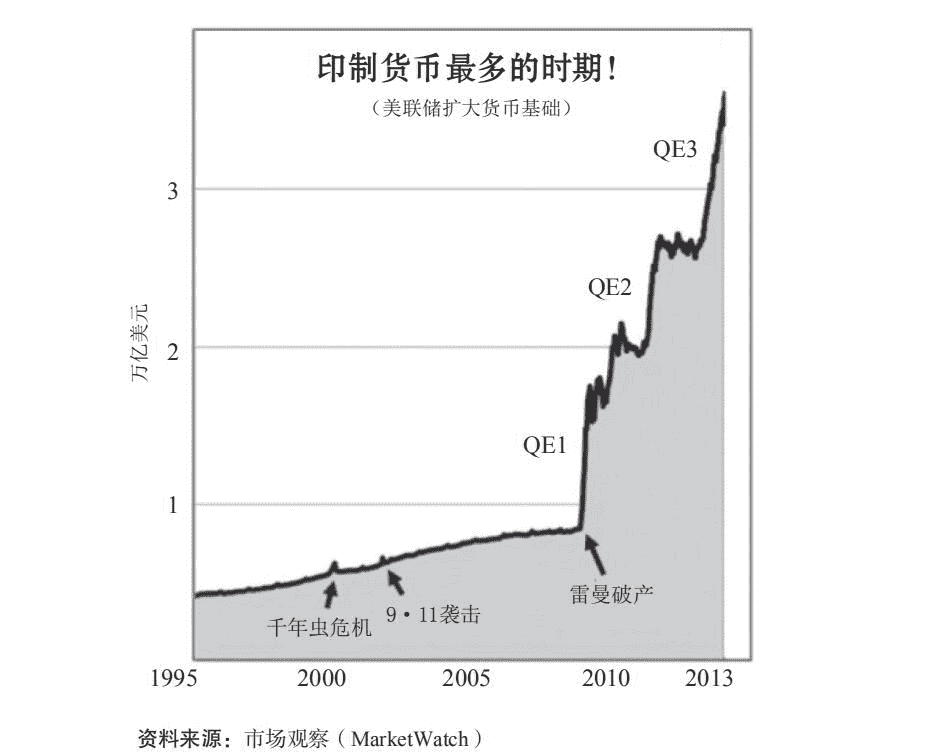 印制货币最多的时期！
（美联储扩大货币基础）
QE3
3
QE2
万亿美元
2
QE1
1
雷曼破产
9·11袭击
千年虫危机
1995 2000 2005 2010 2013
资料来源：市场观察（MarketWatch）